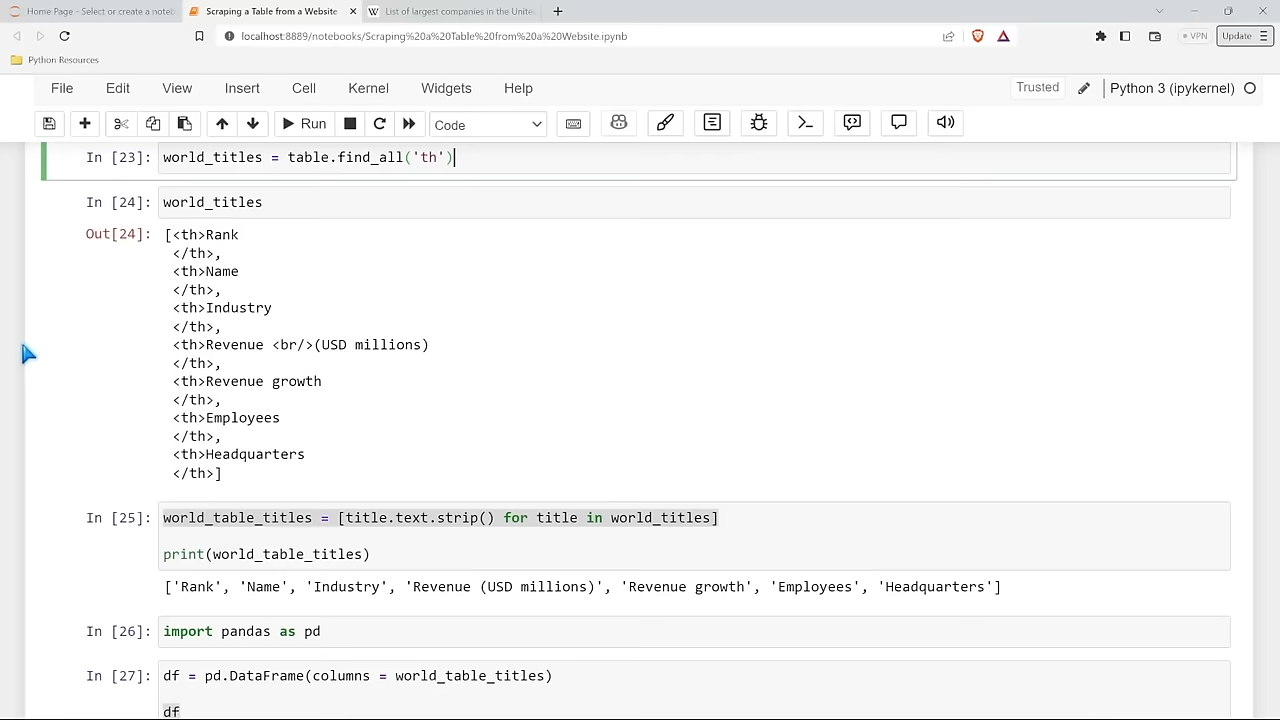 Home Page - Select or create a noteb
Scraping a Table from a Website
List of largest companies in the Unite
localhost:8889/notebooks/Scraping%20a%20Table%20from%20a%20Website.ipynb
VPN
Update
Python Resources
File Edit View Insert Cell Kernel Widgets Help
Trusted
Python 3 (ipykernel)
Run
Code
In [23]: world_titles = table.find_all('th')
In [24]: world_titles
Out[24]: [<th>Rank
</th>,
<th>Name
</th>,
<th>Industry
</th>,
<th>Revenue <br/>(USD millions)
</th>,
<th>Revenue growth
</th>,
<th>Employees
</th>,
<th>Headquarters
</th>]
In [25]: world_table_titles = [title.text.strip() for title in world_titles]
print(world_table_titles)
['Rank', 'Name', 'Industry', 'Revenue (USD millions)', 'Revenue growth', 'Employees', 'Headquarters']
In [26]: import pandas as pd
In [27]: df = pd.DataFrame(columns = world_table_titles)
df